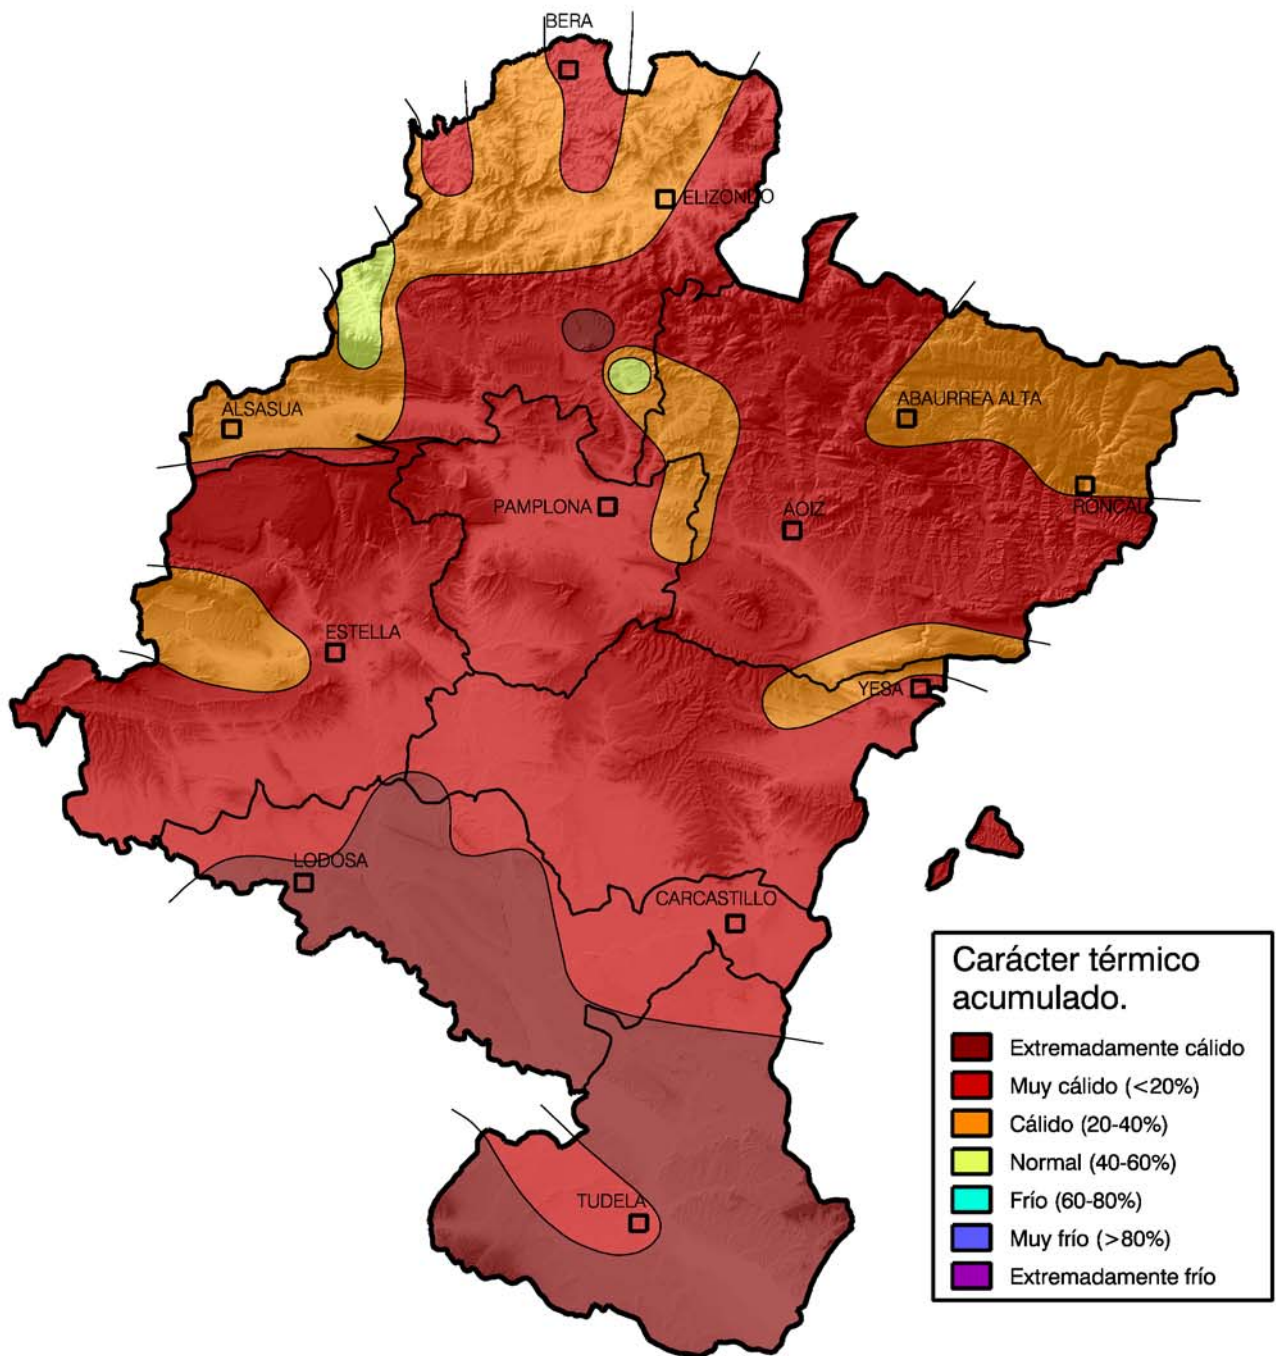 BERA
ELIZONDO
ALSASUA
ABAURREA ALTA
PAMPLONA
AOIZ
RONCAL
ESTELLA
YESA
LODOSA
CARCASTILLO
TUDELA
Carácter térmico
acumulado.
Extremadamente cálido
Muy cálido (<20%)
Cálido (20-40%)
Normal (40-60%)
Frío (60-80%)
Muy frío (>80%)
Extremadamente frío